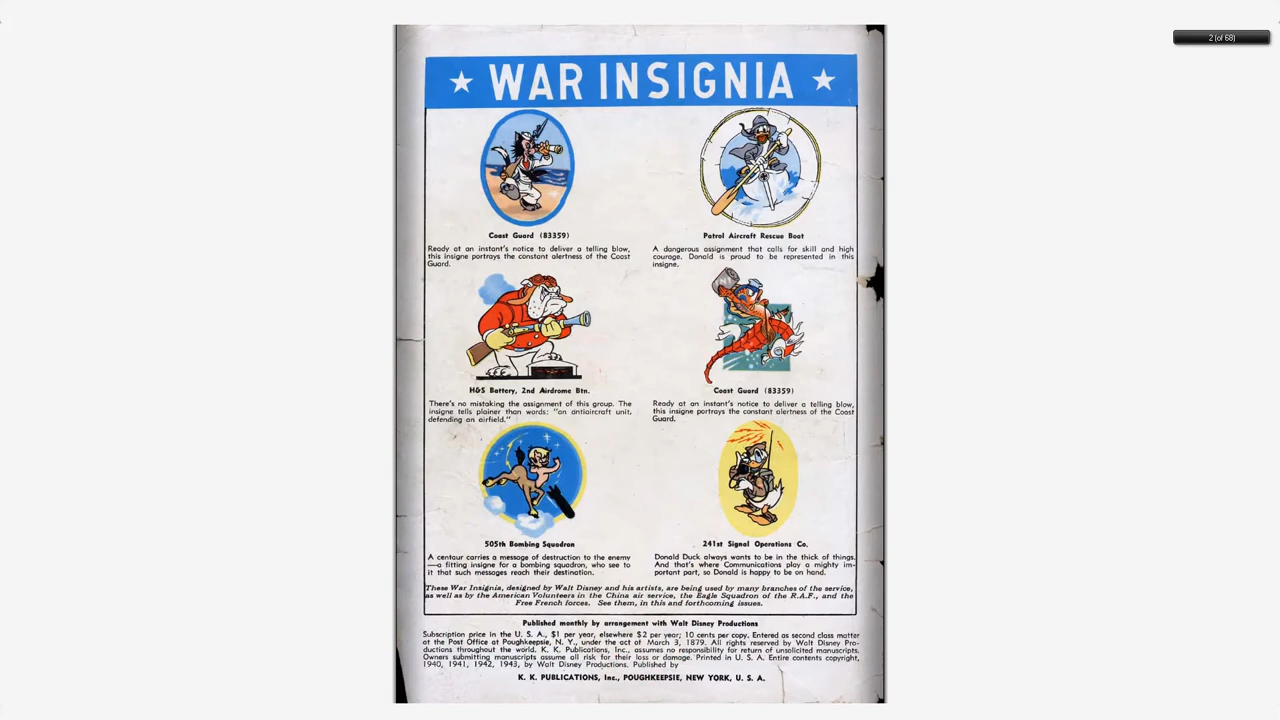 2 (of 68)
WAR INSIGNIA
Coast Guard (83359)
Ready at an instant's notice to deliver a telling blow,
this insigne portrays the constant alertness of the Coast
Guard.
Patrol Aircraft Rescue Boat
A dangerous assignment that calls for skill and high
courage. Donald is proud to be represented in this
insigne.
H&S Battery, 2nd Airdrome Btn.
There's no mistaking the assignment of this group. The
insigne tells plainer than words: "an antiaircraft unit,
defending an airfield."
Coast Guard (83359)
Ready at an instant's notice to deliver a telling blow,
this insigne portrays the constant alertness of the Coast
Guard.
505th Bombing Squadron
A centaur carries a message of destruction to the enemy
—a fitting insigne for a bombing squadron, who see to
it that such messages reach their destination.
241st Signal Operations Co.
Donald Duck always wants to be in the thick of things.
And that's where Communications play a mighty im-
portant part, so Donald is happy to be on hand.
These War Insignia, designed by Walt Disney and his artists, are being used by many branches of the service,
as well as by the American Volunteers in the China air service, the Eagle Squadron of the R.A.F., and the
Free French forces. See them, in this and forthcoming issues.
Published monthly by arrangement with Walt Disney Productions
Subscription price in the U. S. A., $1 per year, elsewhere $2 per year; 10 cents per copy. Entered as second class matter
at the Post Office at Poughkeepsie, N. Y., under the act of March 3, 1879. All rights reserved by Walt Disney Pro-
ductions throughout the world. K. K. Publications, Inc., assumes no responsibility for return of unsolicited manuscripts.
Owners submitting manuscripts assume all risk for their loss or damage. Printed in U. S. A. Entire contents copyright,
1940, 1941, 1942, 1943, by Walt Disney Productions. Published by
K. K. PUBLICATIONS, Inc., POUGHKEEPSIE, NEW YORK, U. S. A.